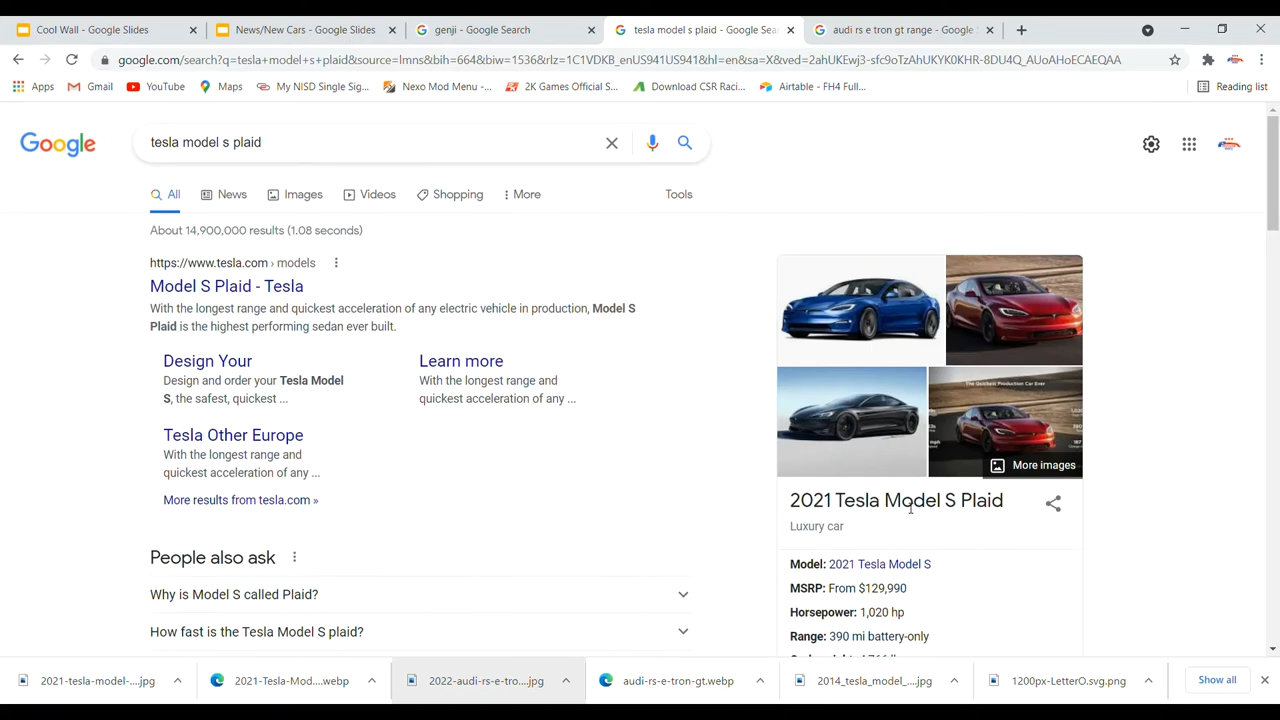 Cool Wall - Google Slides
News/New Cars - Google Slides
genji - Google Search
tesla model s plaid - Google Sea
audi rs e tron gt range - Google
google.com/search?q=tesla+model+s+plaid&source=lmns&bih=664&biw=1536&rlz=1C1VDKB_enUS941US941&hl=en&sa=X&ved=2ahUKEwj3-sfc9oTzAhUKYK0KHR-8DU4Q_AUoAHoECAEQAA
Apps
Gmail
YouTube
Maps
My NISD Single Sig...
Nexo Mod Menu -...
2K Games Official S...
Download CSR Raci...
Airtable - FH4 Full...
Reading list
Google
tesla model s plaid
All
News
Images
Videos
Shopping
More
Tools
About 14,900,000 results (1.08 seconds)
https://www.tesla.com › models
Model S Plaid - Tesla
With the longest range and quickest acceleration of any electric vehicle in production, Model S
Plaid is the highest performing sedan ever built.
Design Your
Design and order your Tesla Model
S, the safest, quickest ...
Learn more
With the longest range and
quickest acceleration of any ...
Tesla Other Europe
With the longest range and
quickest acceleration of any ...
More results from tesla.com »
People also ask
Why is Model S called Plaid?
How fast is the Tesla Model S plaid?
The Quickest Production Car Ever
More images
2021 Tesla Model S Plaid
Luxury car
Model: 2021 Tesla Model S
MSRP: From $129,990
Horsepower: 1,020 hp
Range: 390 mi battery-only
2021-tesla-model-....jpg
2021-Tesla-Mod....webp
2022-audi-rs-e-tro....jpg
audi-rs-e-tron-gt.webp
2014_tesla_model_....jpg
1200px-LetterO.svg.png
Show all